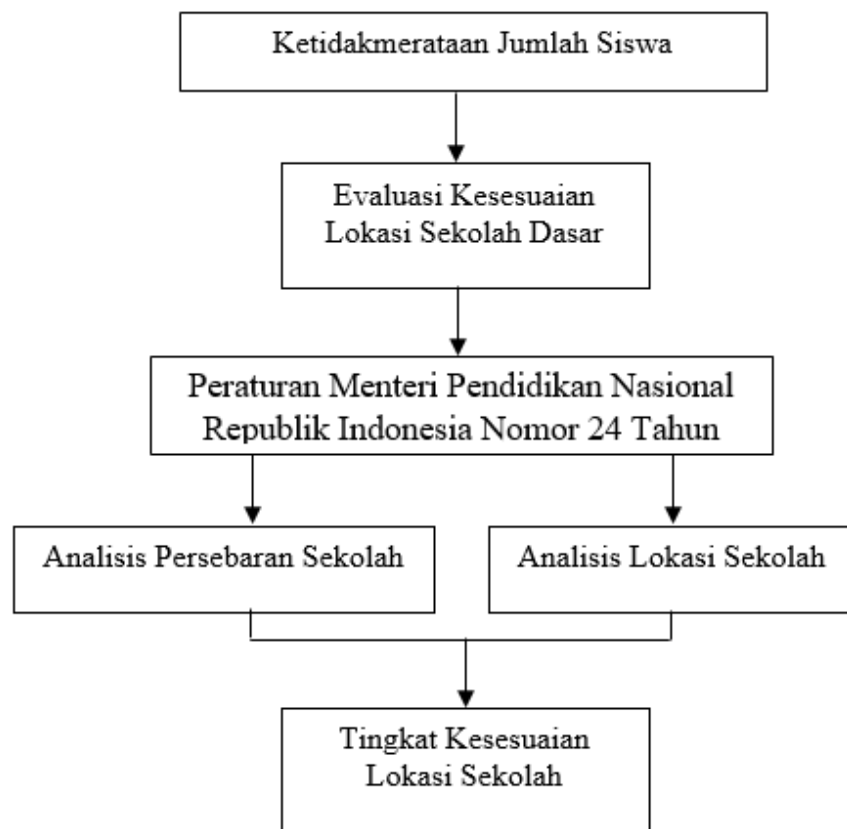 Ketidakmerataan Jumlah Siswa
Evaluasi Kesesuaian
Lokasi Sekolah Dasar
Peraturan Menteri Pendidikan Nasional
Republik Indonesia Nomor 24 Tahun
Analisis Persebaran Sekolah
Analisis Lokasi Sekolah
Tingkat Kesesuaian
Lokasi Sekolah